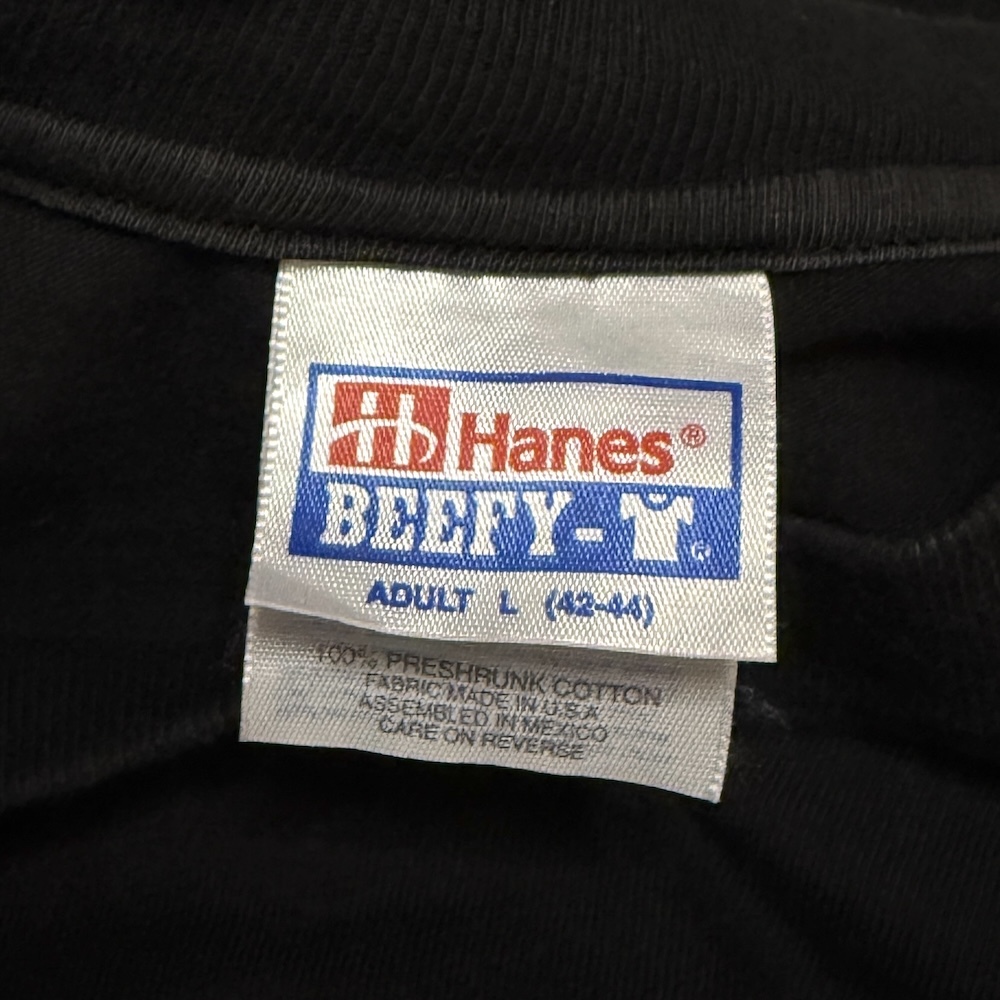 Hanes®
BEEFY-T®
ADULT L (42-44)
100% PRESHRUNK COTTON
FABRIC MADE IN U.S.A
ASSEMBLED IN MEXICO
CARE ON REVERSE